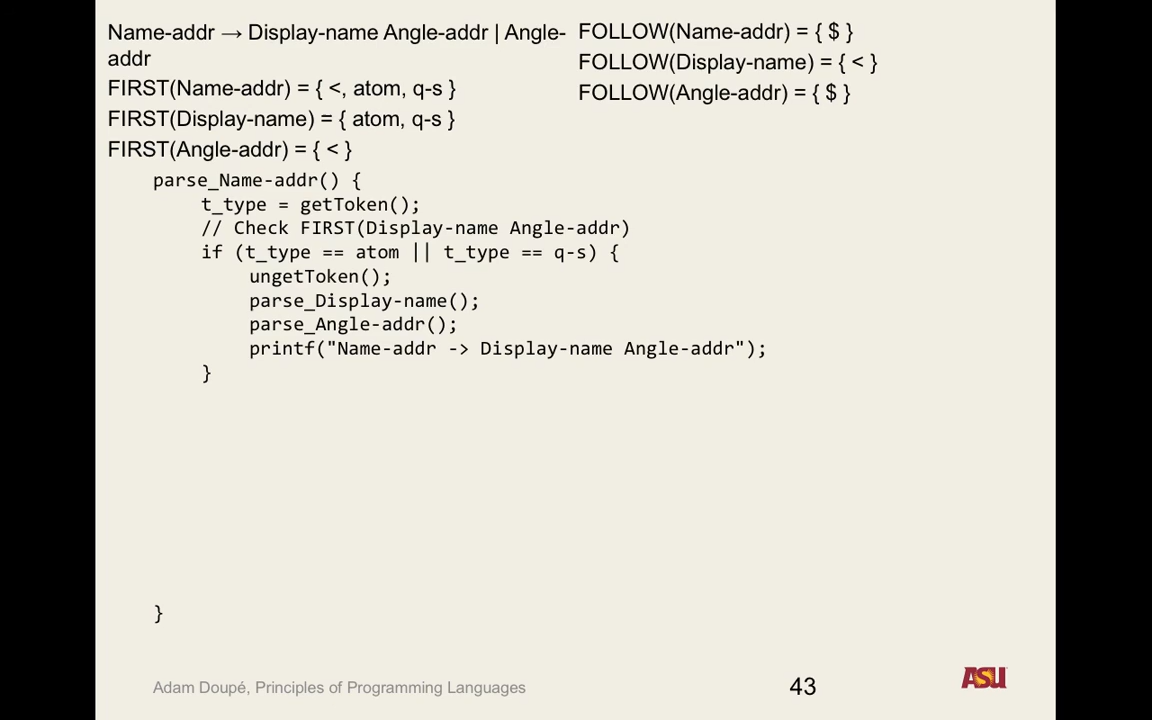 Name-addr → Display-name Angle-addr | Angle-
addr
FIRST(Name-addr) = { <, atom, q-s }
FIRST(Display-name) = { atom, q-s }
FIRST(Angle-addr) = { < }
FOLLOW(Name-addr) = { $ }
FOLLOW(Display-name) = { < }
FOLLOW(Angle-addr) = { $ }
parse_Name-addr() {
t_type = getToken();
// Check FIRST(Display-name Angle-addr)
if (t_type == atom || t_type == q-s) {
ungetToken();
parse_Display-name();
parse_Angle-addr();
printf("Name-addr -> Display-name Angle-addr");
}
}
Adam Doupé, Principles of Programming Languages
43
ASU